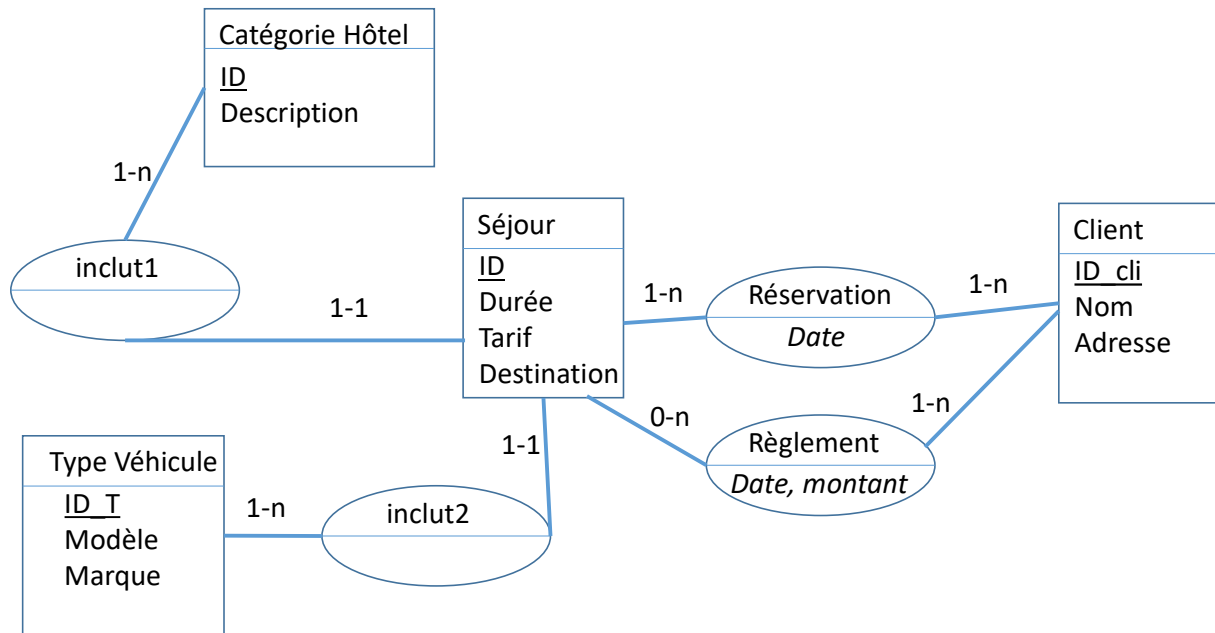 Catégorie Hôtel
ID
Description
1-n
inclut1
1-1
Séjour
ID
Durée
Tarif
Destination
1-n
Réservation
Date
1-n
Client
ID_cli
Nom
Adresse
0-n
Règlement
Date, montant
1-n
1-1
Type Véhicule
ID_T
Modèle
Marque
1-n
inclut2